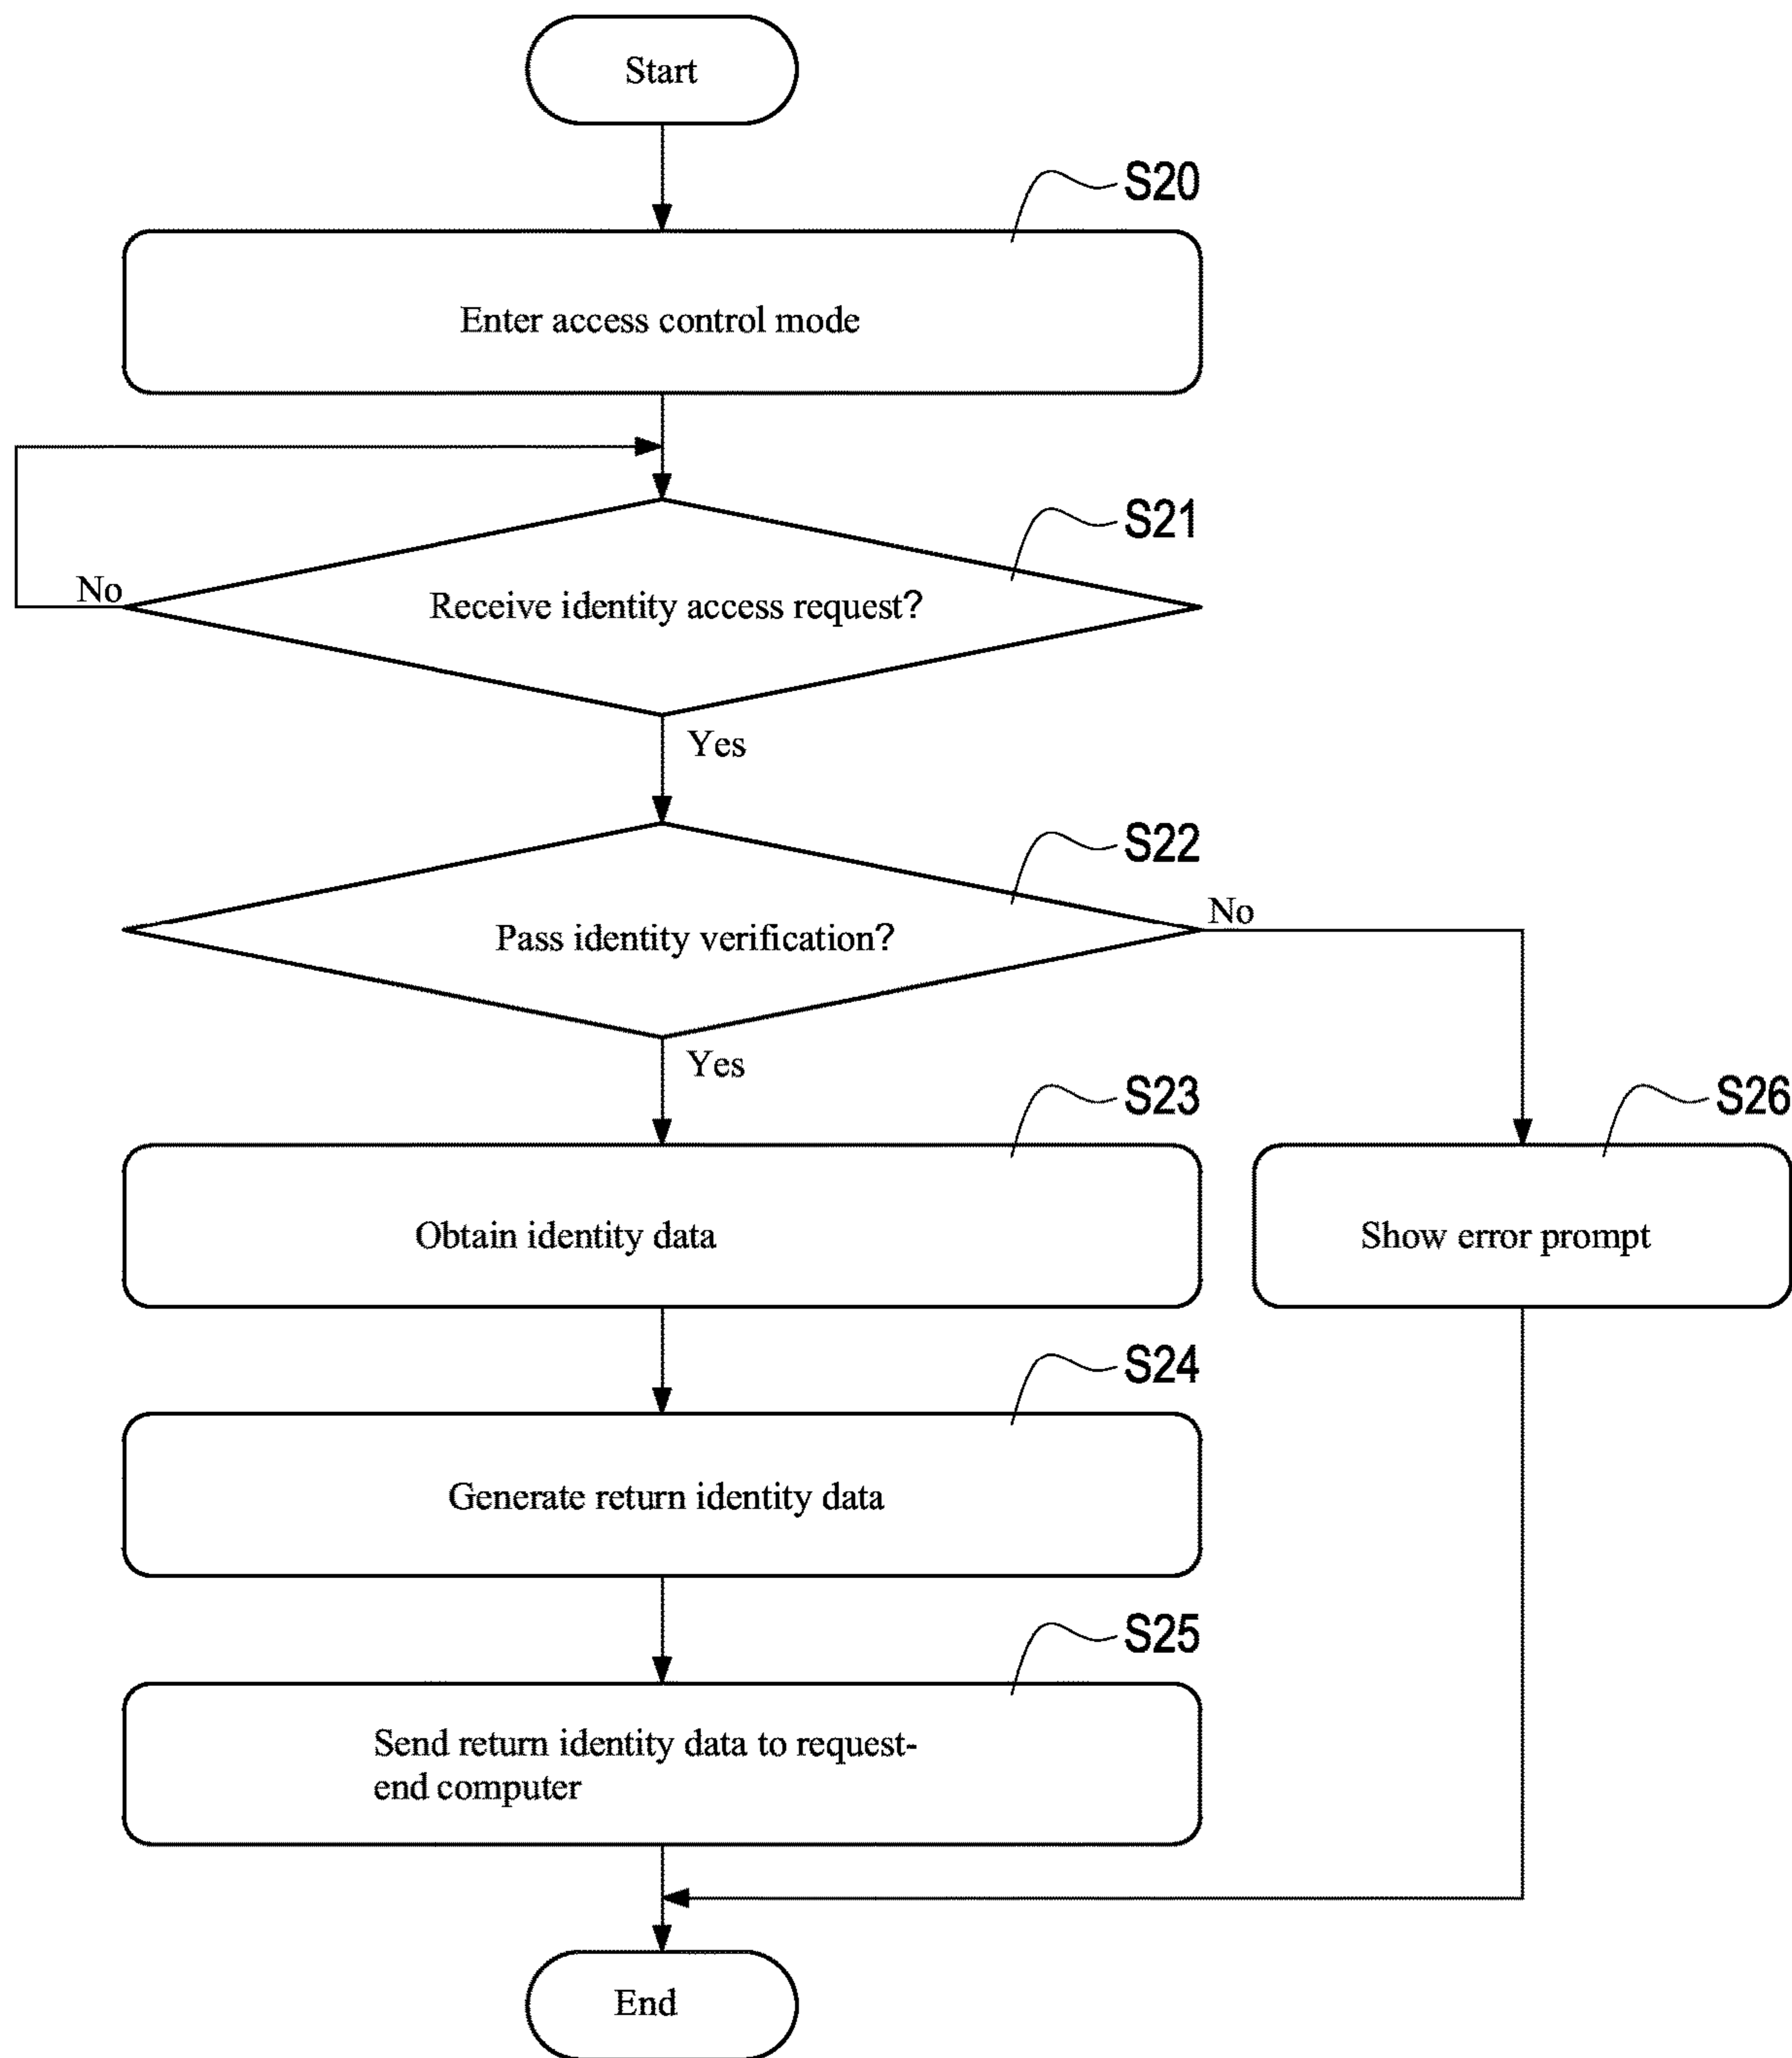 Start
S20
Enter access control mode
S21
No
Receive identity access request?
Yes
S22
No
Pass identity verification?
Yes
S23
S26
Obtain identity data
Show error prompt
S24
Generate return identity data
S25
Send return identity data to request-
end computer
End